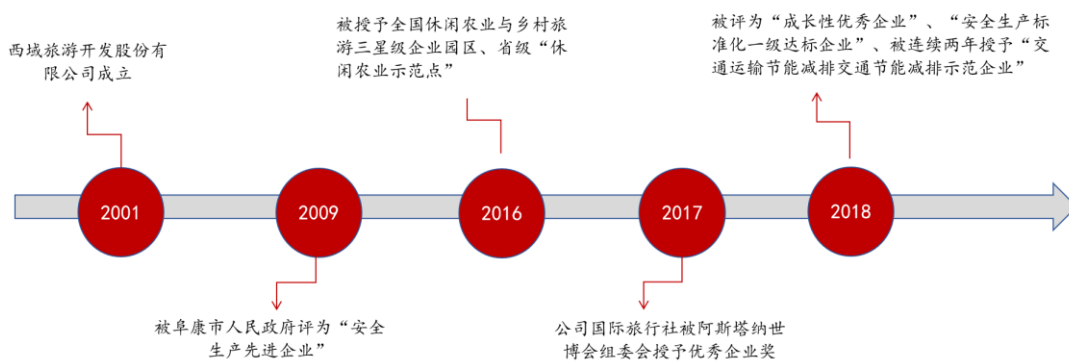 西域旅游开发股份有
限公司成立
被授予全国休闲农业与乡村旅
游三星级企业园区、省级“休
闲农业示范点”
被评为“成长性优秀企业”、“安全生产标
准化一级达标企业”、被连续两年授予“交
通运输节能减排交通节能减排示范企业”
2001
2009
2016
2017
2018
被阜康市人民政府评为“安全
生产先进企业”
公司国际旅行社被阿斯塔纳世
博会组委会授予优秀企业奖